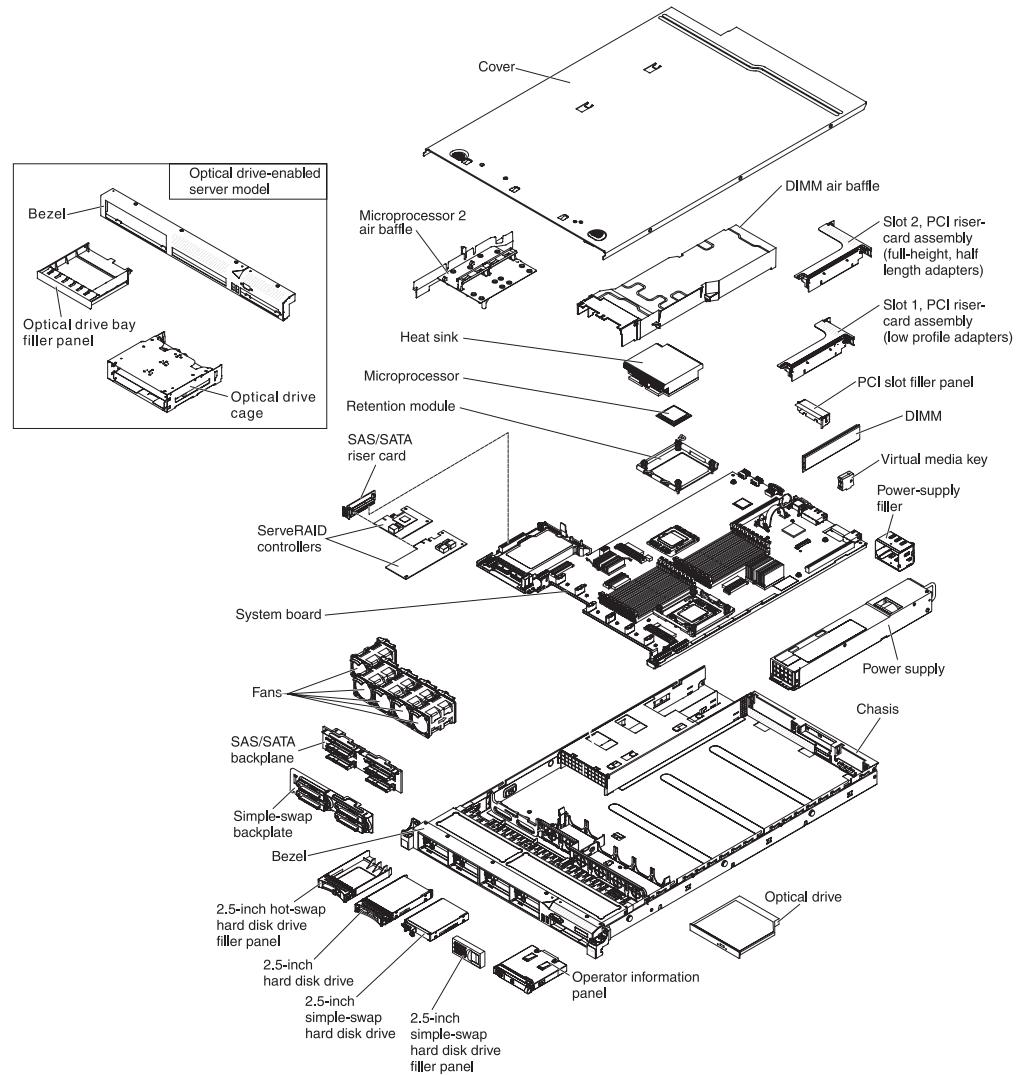 Cover
Optical drive-enabled
server model
Bezel
Optical drive bay
filler panel
Optical drive
cage
Microprocessor 2
air baffle
DIMM air baffle
Slot 2, PCI riser-
card assembly
(full-height, half
length adapters)
Slot 1, PCI riser-
card assembly
(low profile adapters)
Heat sink
Microprocessor
Retention module
PCI slot filler panel
DIMM
Virtual media key
Power-supply
filler
SAS/SATA
riser card
ServeRAID
controllers
System board
Power supply
Fans
Chasis
SAS/SATA
backplane
Simple-swap
backplate
Bezel
2.5-inch hot-swap
hard disk drive
filler panel
2.5-inch
hard disk drive
2.5-inch
simple-swap
hard disk drive
2.5-inch
simple-swap
hard disk drive
filler panel
Operator information
panel
Optical drive